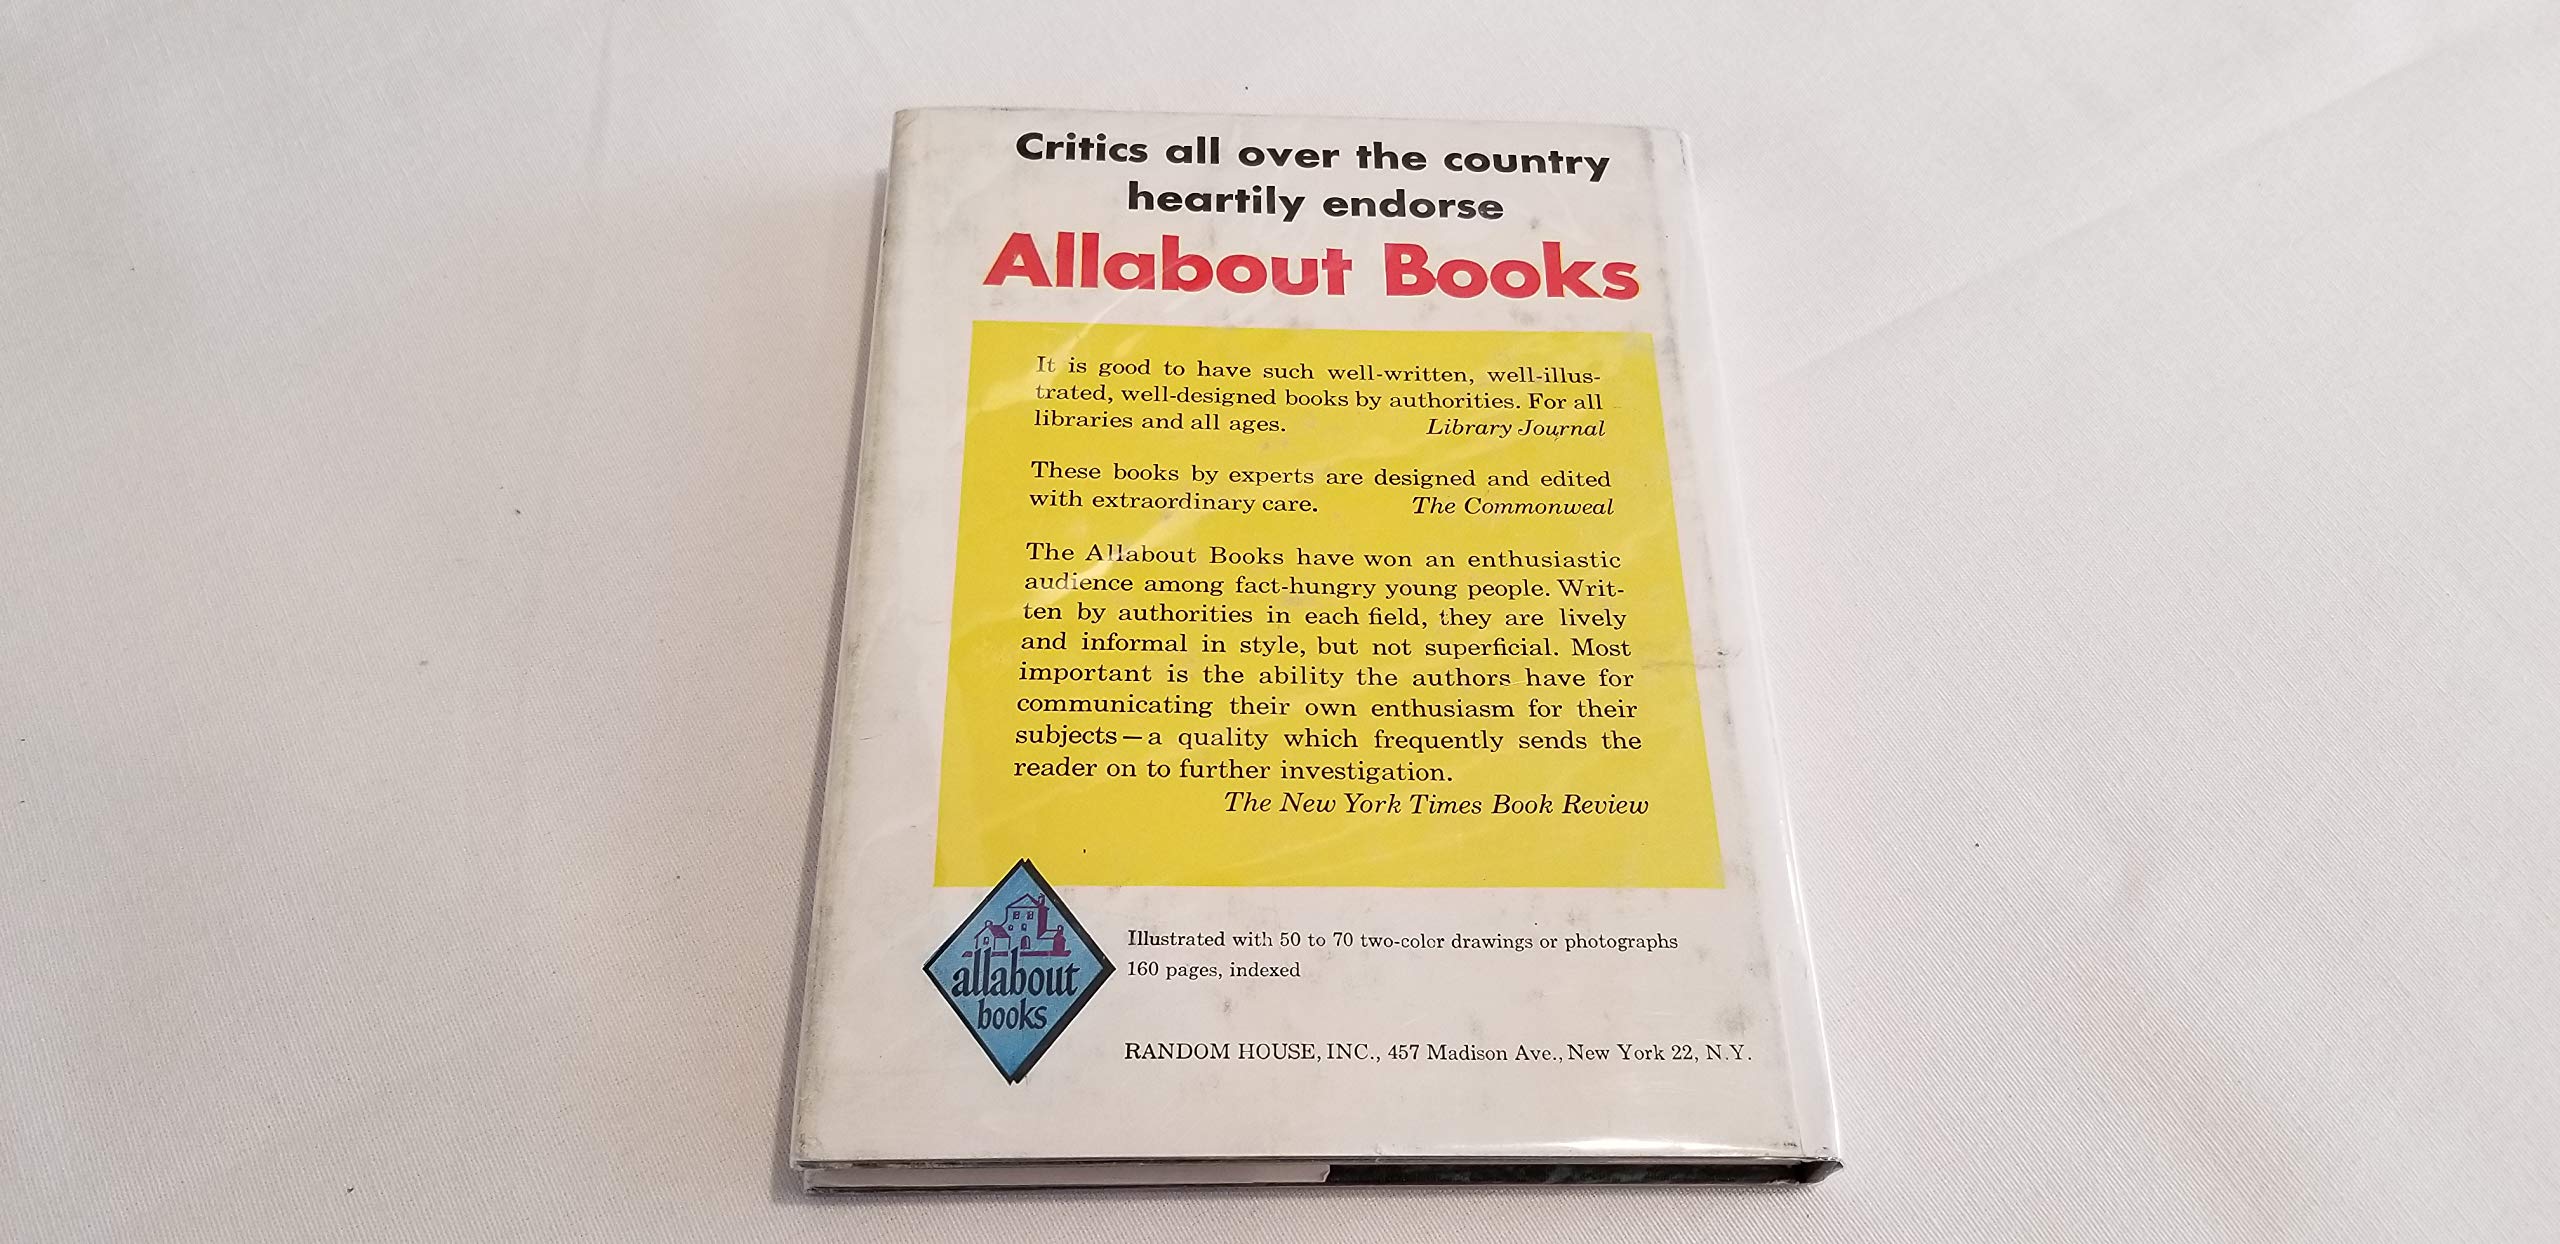 Critics all over the country
heartily endorse
Allabout Books
It is good to have such well-written, well-illus-
trated, well-designed books by authorities. For all
libraries and all ages. Library Journal
These books by experts are designed and edited
with extraordinary care. The Commonweal
The Allabout Books have won an enthusiastic
audience among fact-hungry young people. Writ-
ten by authorities in each field, they are lively
and informal in style, but not superficial. Most
important is the ability the authors have for
communicating their own enthusiasm for their
subjects — a quality which frequently sends the
reader on to further investigation.
The New York Times Book Review
allabout
books
Illustrated with 50 to 70 two-color drawings or photographs
160 pages, indexed
RANDOM HOUSE, INC., 457 Madison Ave., New York 22, N.Y.